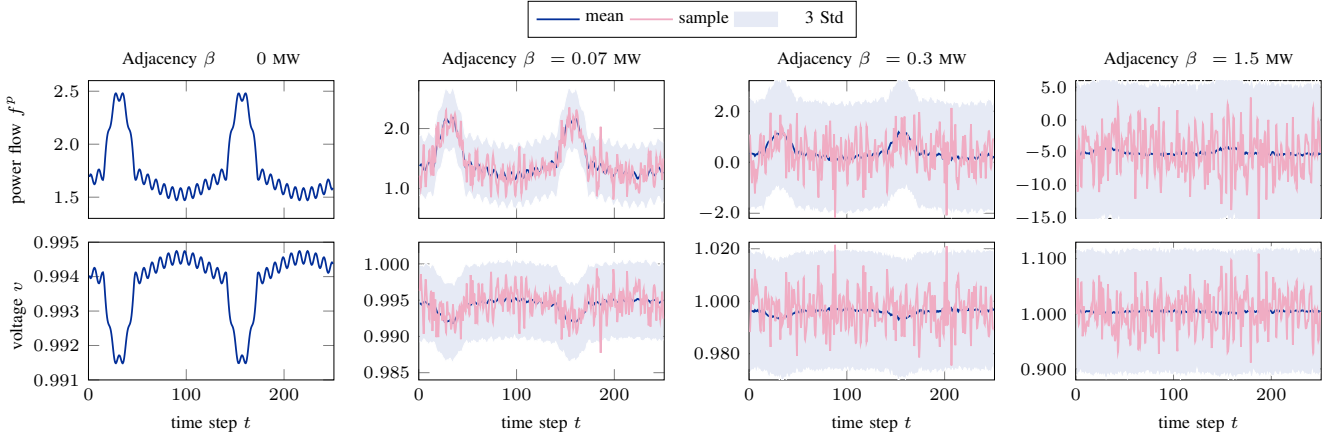 mean sample 3 Std
Adjacency β 0 MW
Adjacency β = 0.07 MW
Adjacency β = 0.3 MW
Adjacency β = 1.5 MW
power flow f^p
2.5
2.0
1.5
2.0
1.0
2.0
0.0
−2.0
5.0
0.0
−5.0
−10.0
−15.0
voltage v
0.995
0.994
0.993
0.992
0.991
1.000
0.995
0.990
0.985
1.020
1.000
0.980
1.100
1.000
0.900
0 100 200
0 100 200
0 100 200
0 100 200
time step t
time step t
time step t
time step t